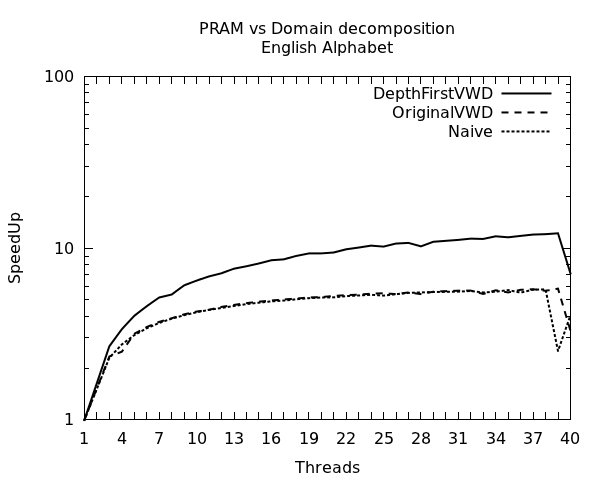 PRAM vs Domain decomposition
English Alphabet
100
10
1
SpeedUp
DepthFirstVWD
OriginalVWD
Naive
1 4 7 10 13 16 19 22 25 28 31 34 37 40
Threads